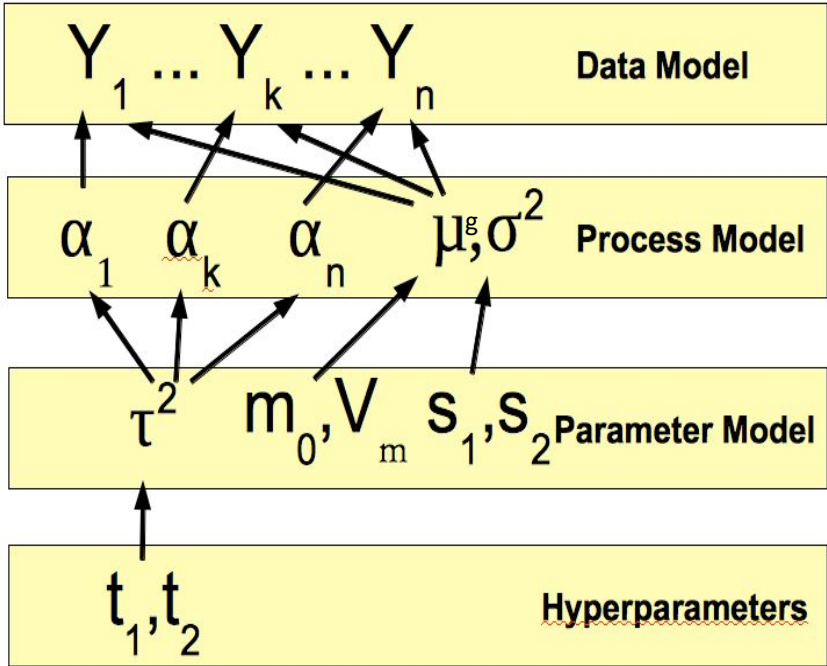 Y₁ ... Yₖ ... Yₙ Data Model
α₁ αₖ αₙ μg,σ² Process Model
τ² m₀,Vₘ s₁,s₂ Parameter Model
t₁,t₂ Hyperparameters